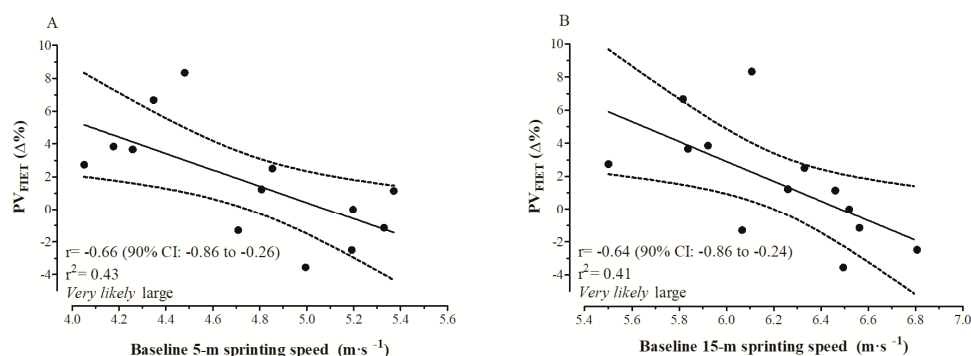 A
10
8
6
4
2
0
-2
-4
PV_FIET (Δ%)
r= -0.66 (90% CI: -0.86 to -0.26)
r²= 0.43
Very likely large
4.0 4.2 4.4 4.6 4.8 5.0 5.2 5.4 5.6
Baseline 5-m sprinting speed (m·s⁻¹)
B
10
8
6
4
2
0
-2
-4
PV_FIET (Δ%)
r= -0.64 (90% CI: -0.86 to -0.24)
r²= 0.41
Very likely large
5.4 5.6 5.8 6.0 6.2 6.4 6.6 6.8 7.0
Baseline 15-m sprinting speed (m·s⁻¹)